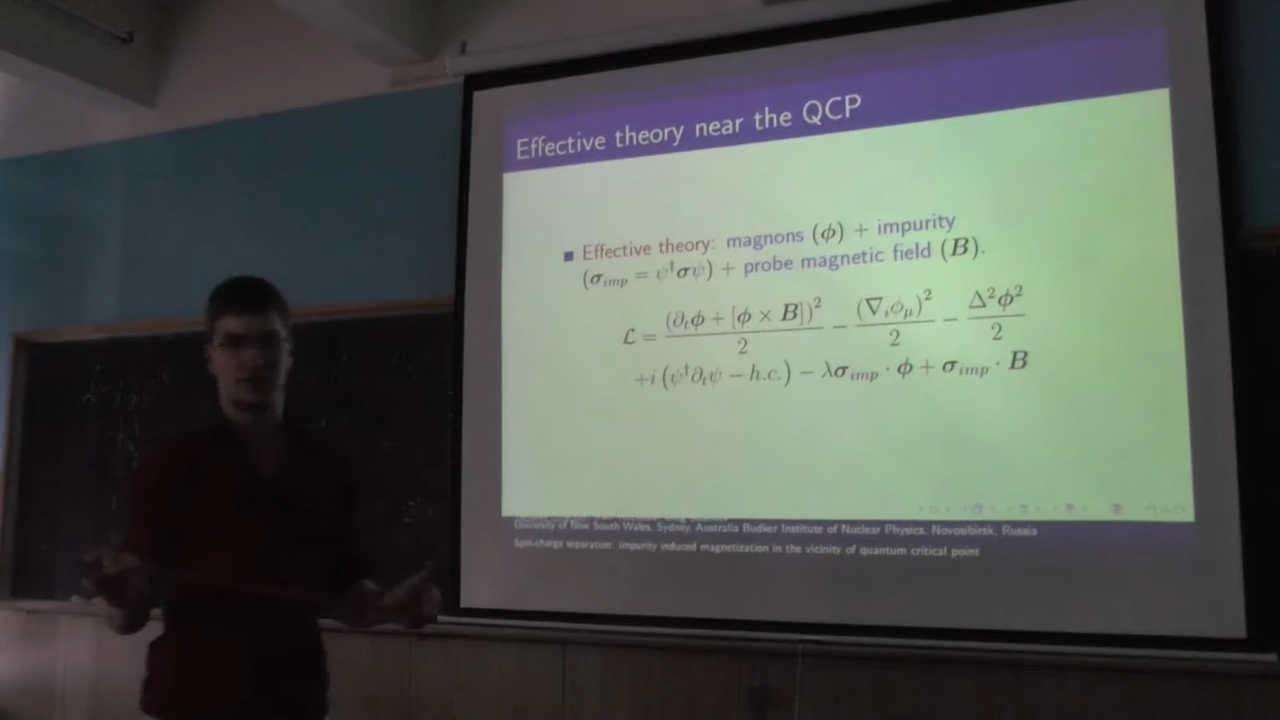 Effective theory near the QCP
Effective theory: magnons (ϕ) + impurity
(σ_imp = ψ†σψ) + probe magnetic field (B).
ℒ = (∂_tϕ + [ϕ × B])²/2 − (∇_iϕ_μ)²/2 − Δ²ϕ²/2
+i (ψ†∂_tψ − h.c.) − λσ_imp · ϕ + σ_imp · B
University of New South Wales, Sydney, Australia Budker Institute of Nuclear Physics, Novosibirsk, Russia
Spin-charge separation: impurity induced magnetization in the vicinity of quantum critical point